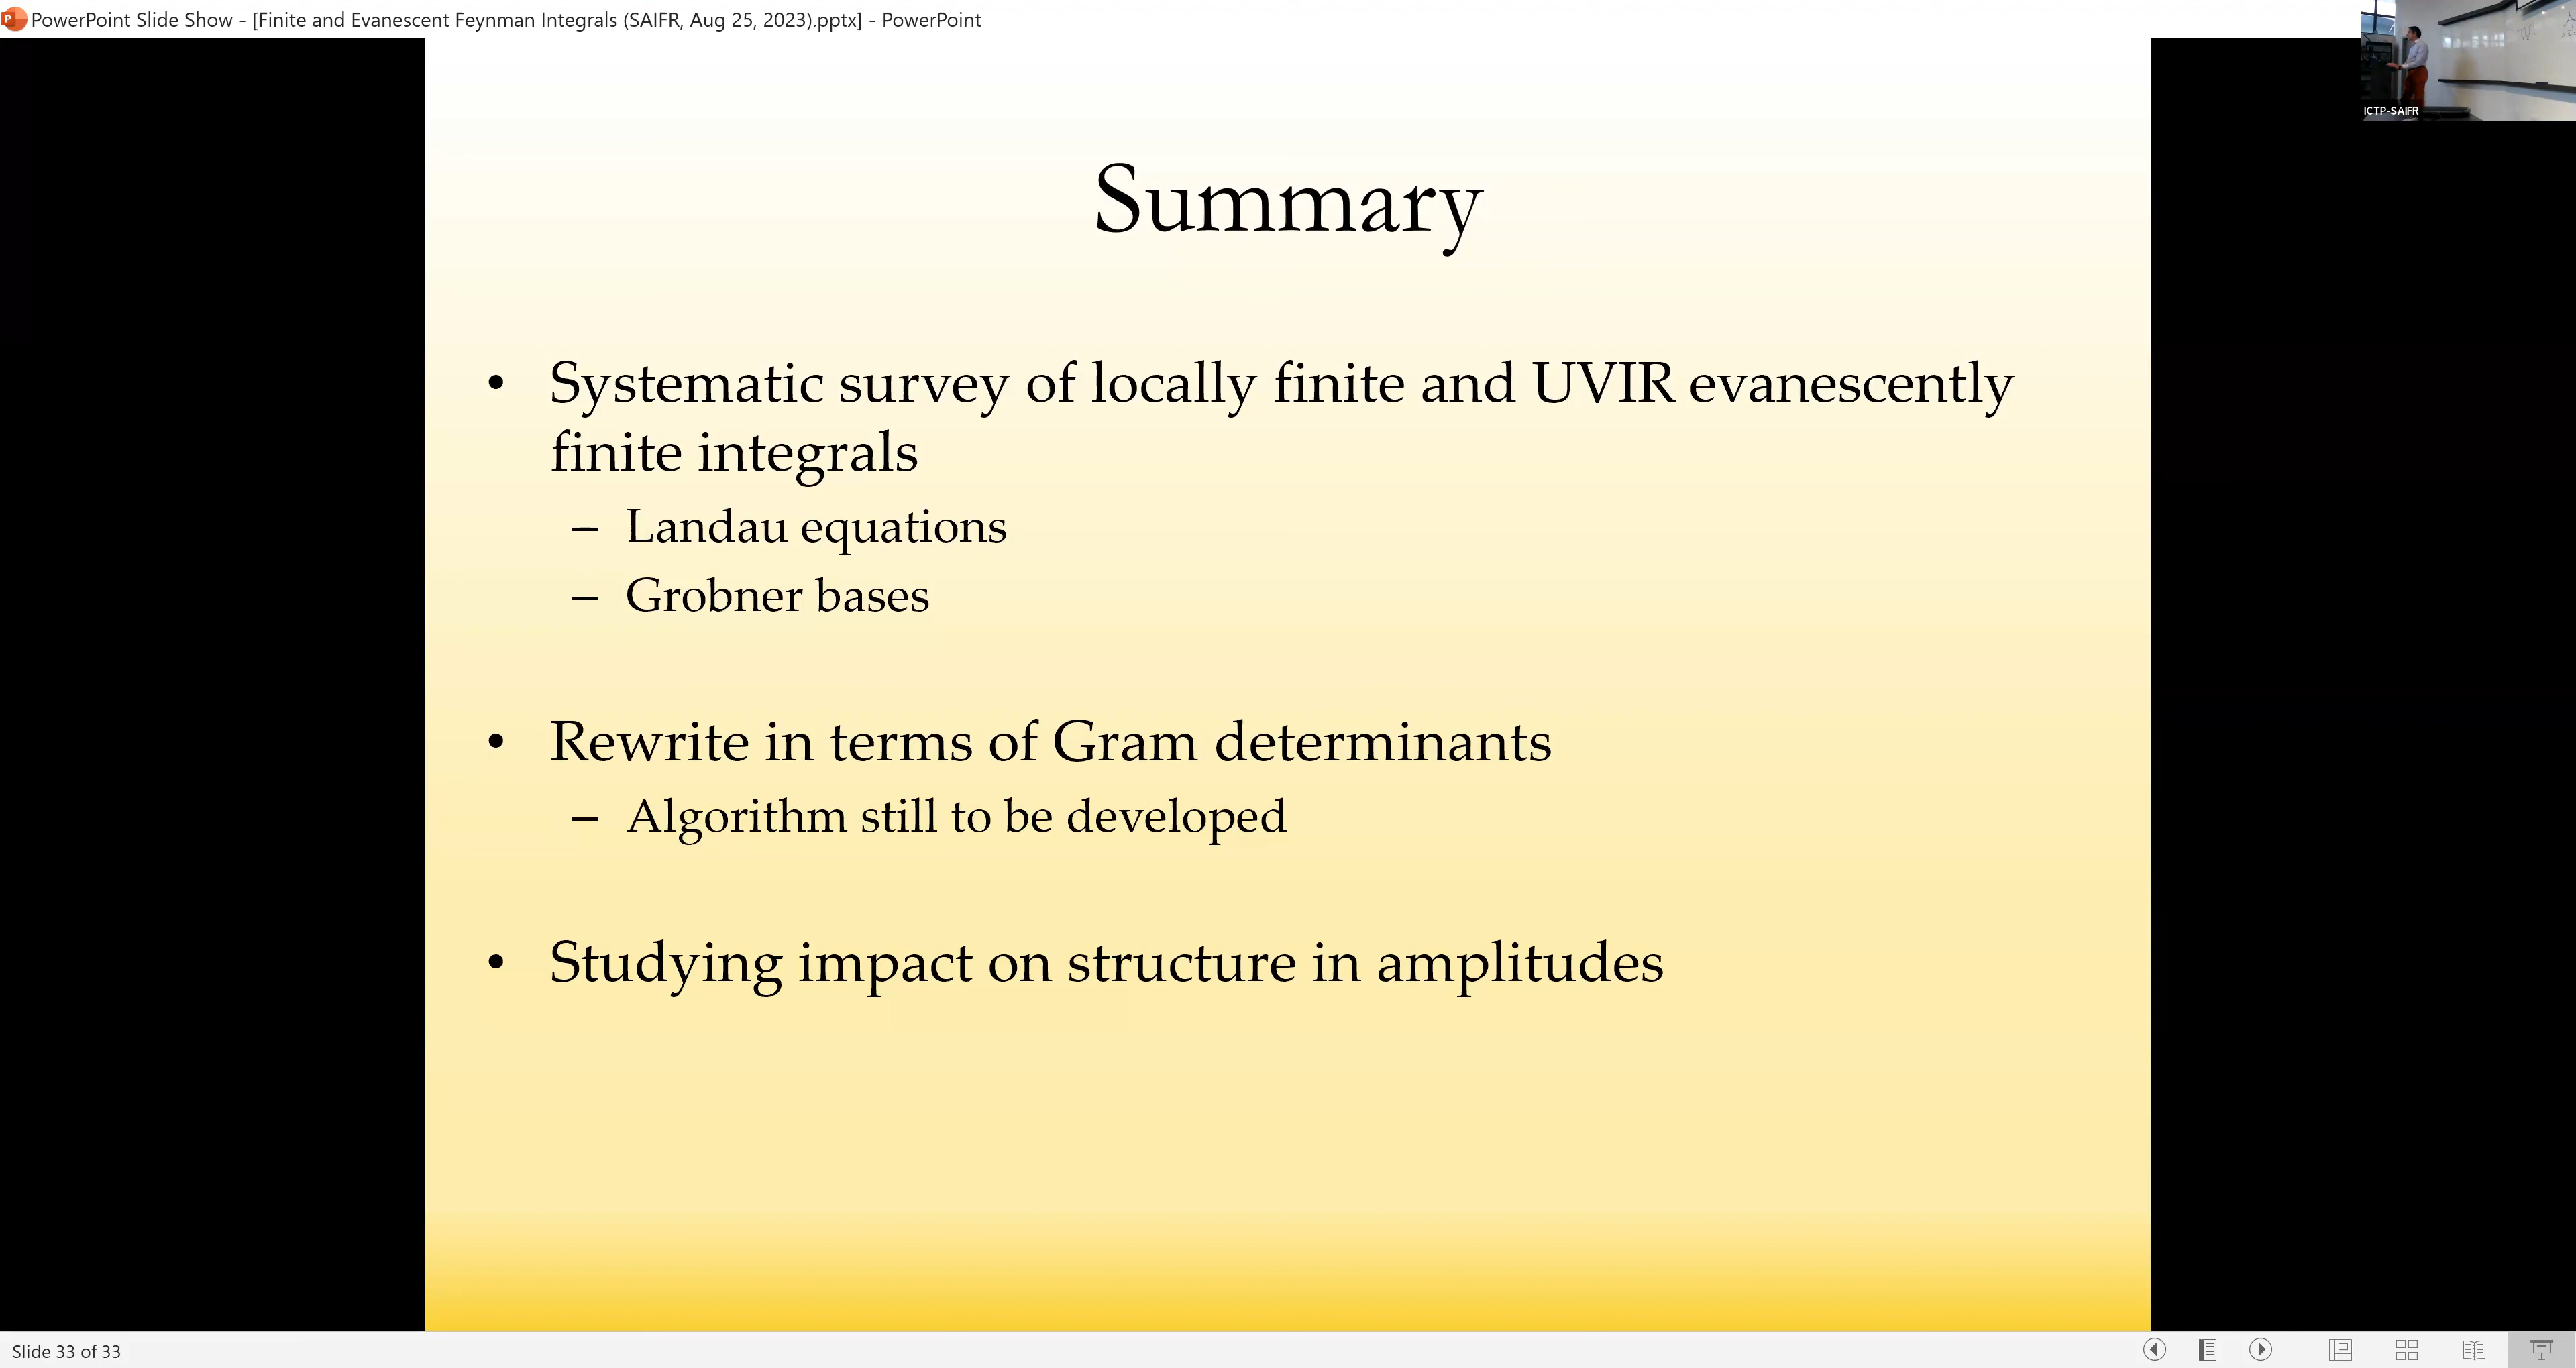 PowerPoint Slide Show - [Finite and Evanescent Feynman Integrals (SAIFR, Aug 25, 2023).pptx] - PowerPoint
ICTP-SAIFR
Summary
• Systematic survey of locally finite and UVIR evanescently
finite integrals
– Landau equations
– Grobner bases
• Rewrite in terms of Gram determinants
– Algorithm still to be developed
• Studying impact on structure in amplitudes
Slide 33 of 33